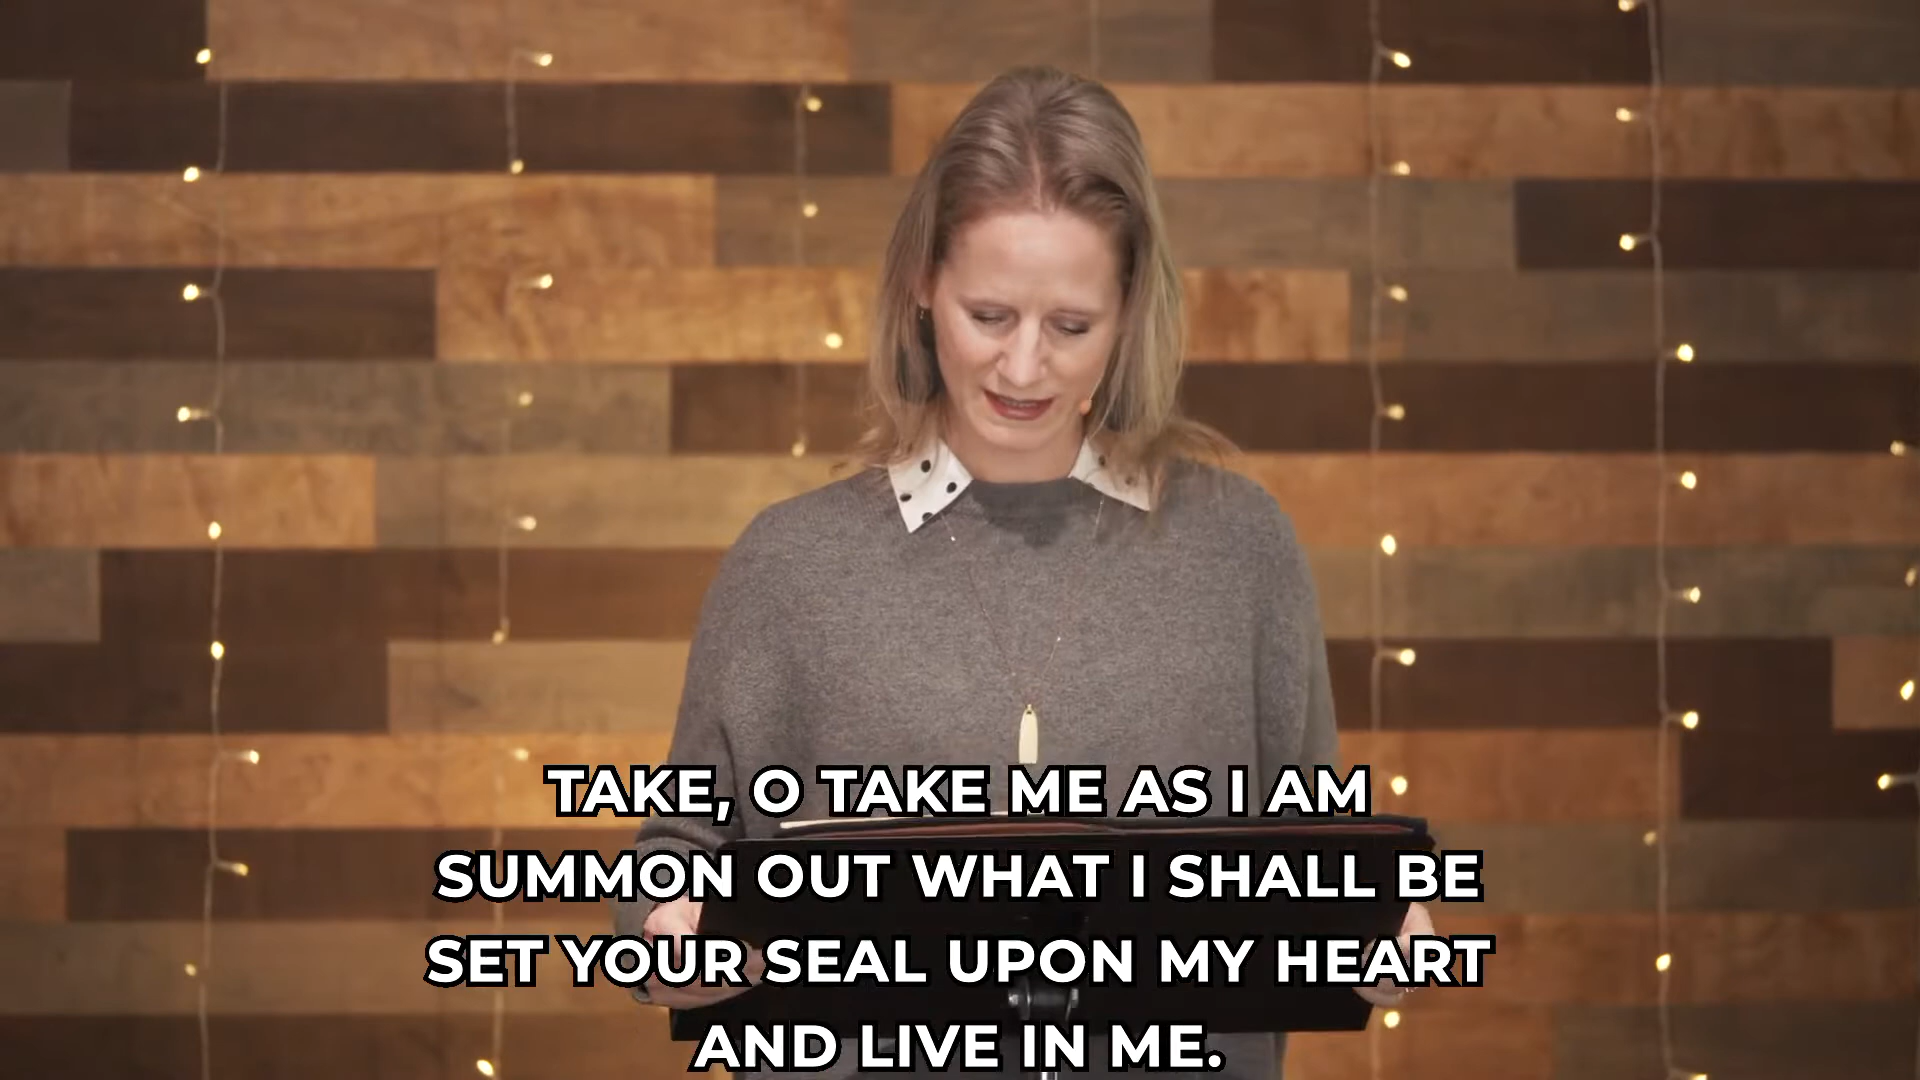 TAKE, O TAKE ME AS I AM
SUMMON OUT WHAT I SHALL BE
SET YOUR SEAL UPON MY HEART
AND LIVE IN ME.